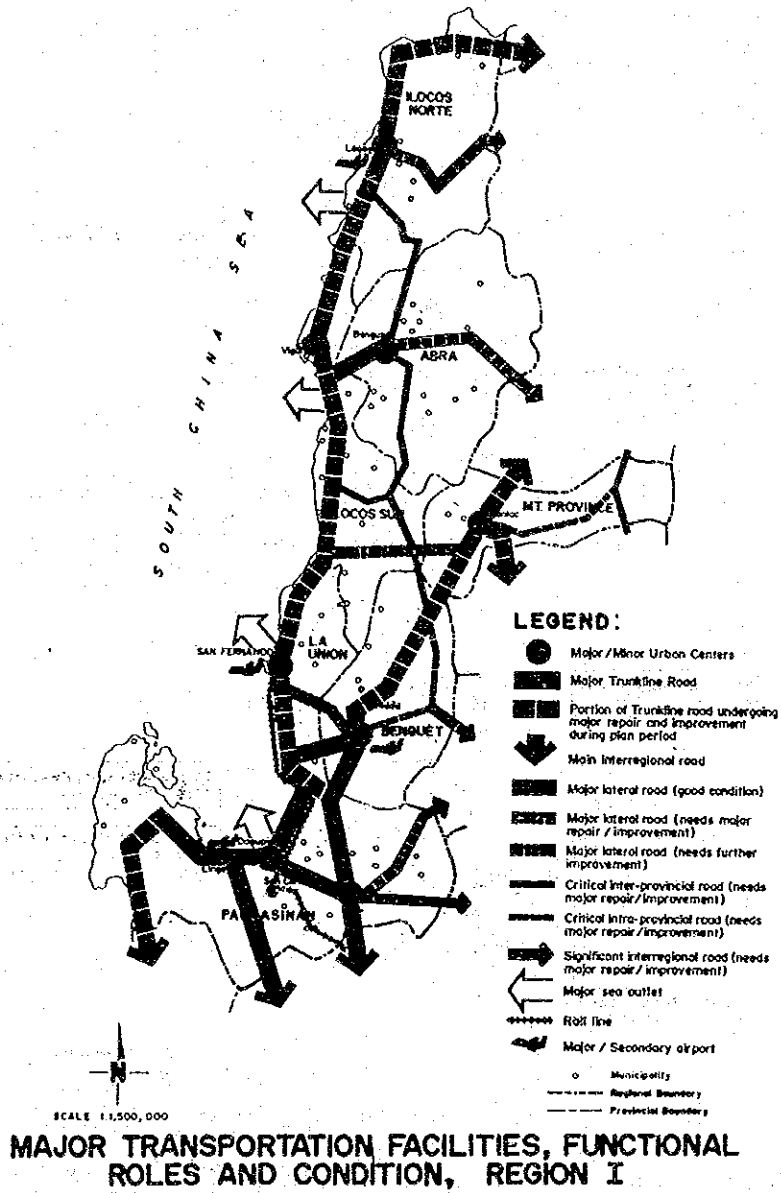 ILOCOS
NORTE
SOUTH CHINA SEA
ABRA
MT. PROVINCE
SAN FERNANDO
LA
UNION
BENGUET
LEGEND:
Major/Minor Urban Centers
Major Trunkline Road
Portion of Trunkline road undergoing
major repair and improvement
during plan period
Main Interregional road
Major lateral road (good condition)
Major lateral road (needs major
repair/improvement)
Major lateral road (needs further
improvement)
Critical inter-provincial road (needs
major repair/improvement)
Critical intra-provincial road (needs
major repair/improvement)
Significant interregional road (needs
major repair/improvement)
Major sea outlet
Rail line
Major / Secondary airport
Municipality
Regional Boundary
Provincial Boundary
N
SCALE 1:1,500,000
MAJOR TRANSPORTATION FACILITIES, FUNCTIONAL
ROLES AND CONDITION, REGION I